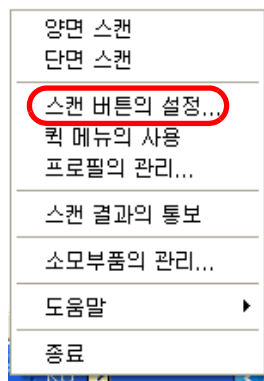 양면 스캔
단면 스캔
스캔 버튼의 설정...
퀵 메뉴의 사용
프로필의 관리...
스캔 결과의 통보
소모부품의 관리...
도움말
종료